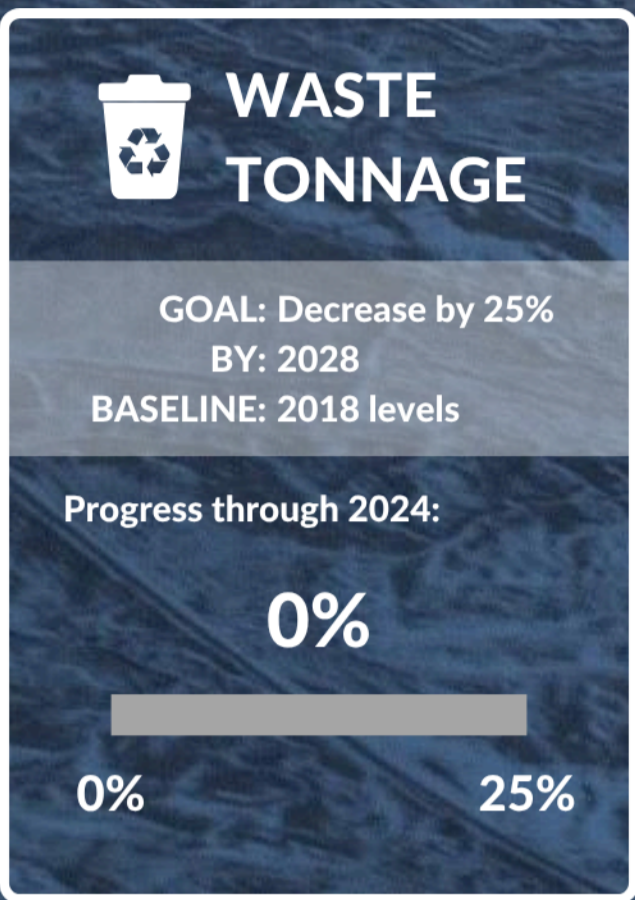 WASTE
TONNAGE
GOAL: Decrease by 25%
BY: 2028
BASELINE: 2018 levels
Progress through 2024:
0%
0% 25%